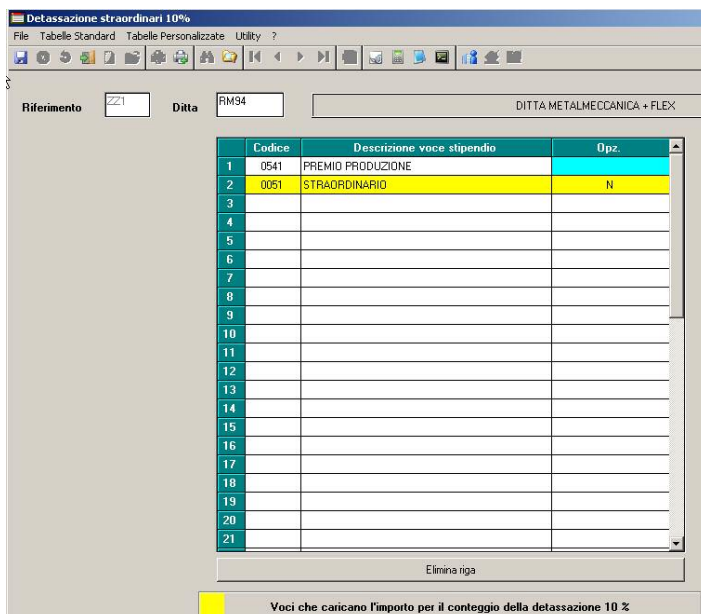 Detassazione straordinari 10%
File Tabelle Standard Tabelle Personalizzate Utility ?
Riferimento ZZ1 Ditta RM94 DITTA METALMECCANICA + FLEX
Codice Descrizione voce stipendio Opz.
1 0541 PREMIO PRODUZIONE
2 0051 STRAORDINARIO N
3
4
5
6
7
8
9
10
11
12
13
14
15
16
17
18
19
20
21
Elimina riga
Voci che caricano l'importo per il conteggio della detassazione 10 %